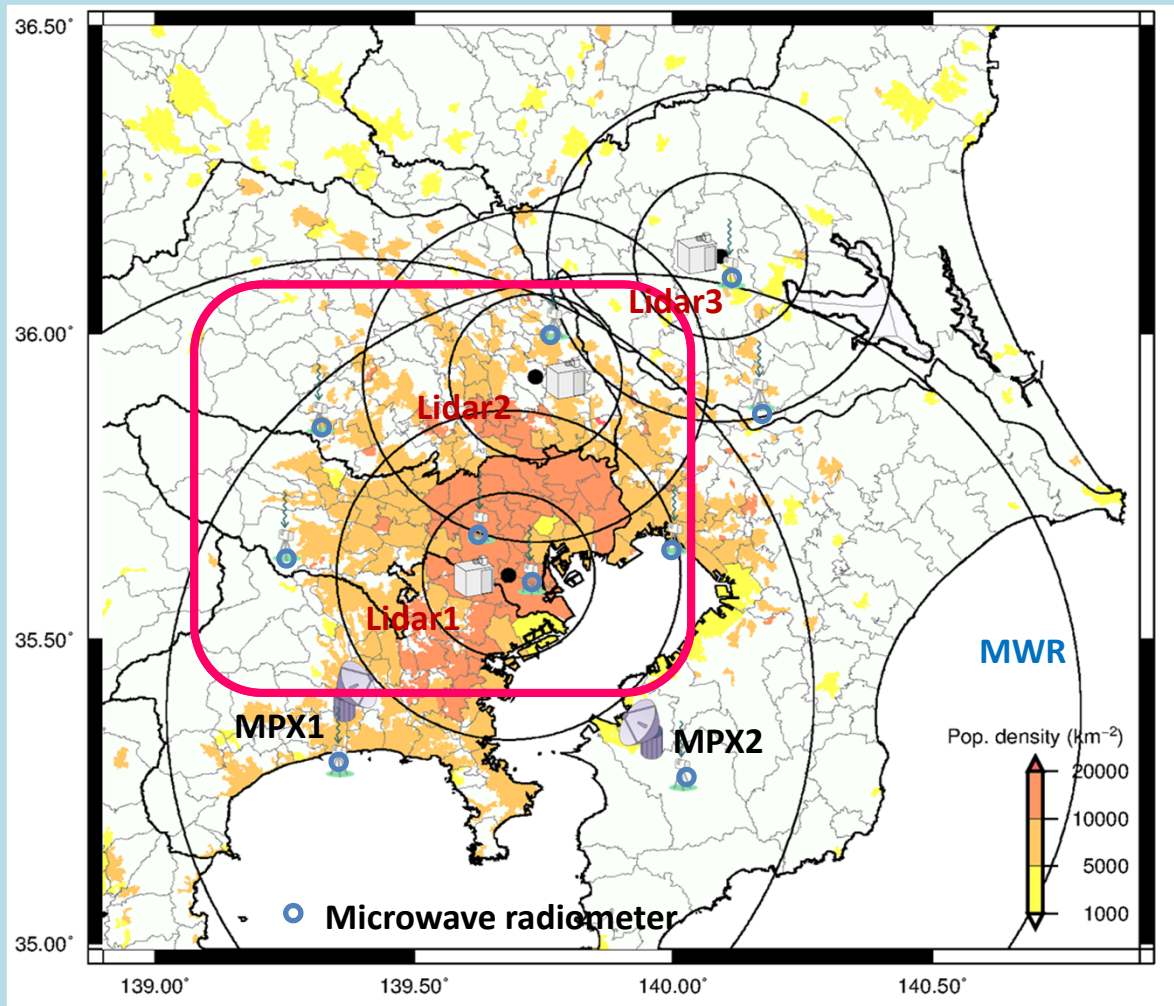 36.50°
36.00°
35.50°
35.00°
139.00°
139.50°
140.00°
140.50°
Lidar3
Lidar2
Lidar1
MWR
MPX1
MPX2
Pop. density (km⁻²)
20000
10000
5000
1000
Microwave radiometer